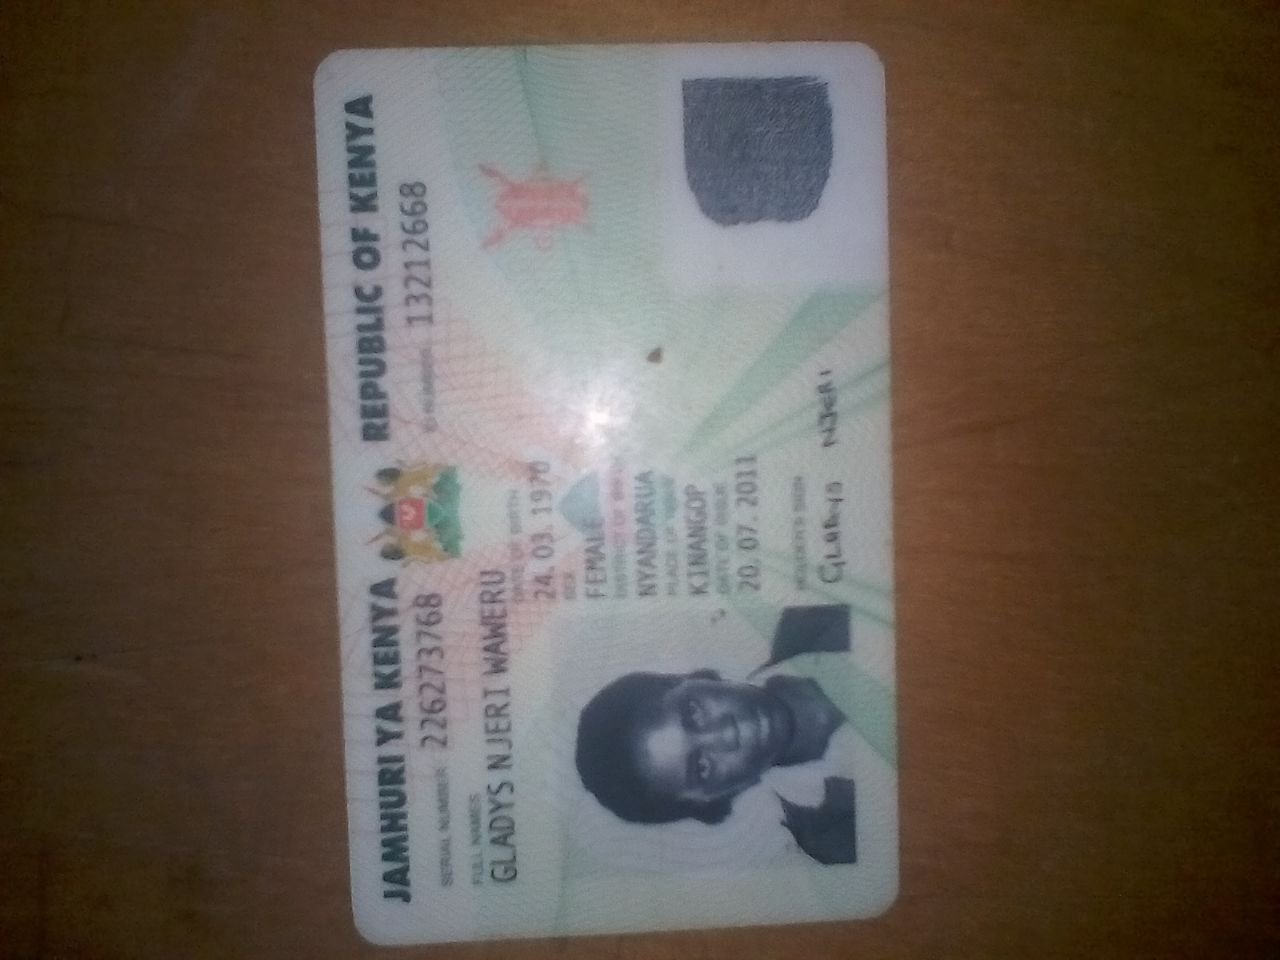 JAMHURI YA KENYA REPUBLIC OF KENYA
SERIAL NUMBER 226273768 ID NUMBER 13212668
FULL NAMES
GLADYS NJERI WAWERU
DATE OF BIRTH
24. 03. 1970
SEX
FEMALE
DISTRICT OF BIRTH
NYANDARUA
PLACE OF ISSUE
KINANGOP
DATE OF ISSUE
20. 07. 2011
HOLDER'S SIGN.
GLADYS NJERI